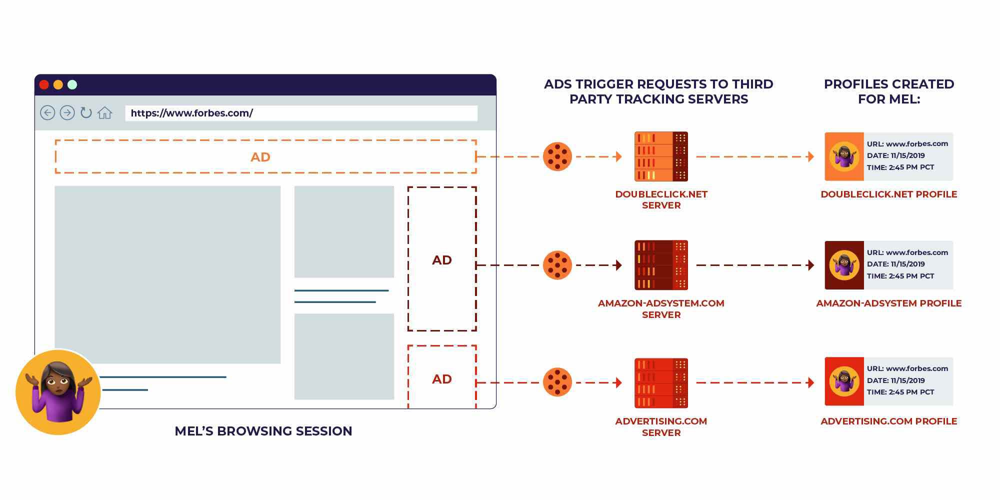 https://www.forbes.com/
AD
AD
AD
MEL’S BROWSING SESSION
ADS TRIGGER REQUESTS TO THIRD
PARTY TRACKING SERVERS
PROFILES CREATED
FOR MEL:
DOUBLECLICK.NET
SERVER
URL: www.forbes.com
DATE: 11/15/2019
TIME: 2:45 PM PCT
DOUBLECLICK.NET PROFILE
AMAZON-ADSYSTEM.COM
SERVER
URL: www.forbes.com
DATE: 11/15/2019
TIME: 2:45 PM PCT
AMAZON-ADSYSTEM PROFILE
ADVERTISING.COM
SERVER
URL: www.forbes.com
DATE: 11/15/2019
TIME: 2:45 PM PCT
ADVERTISING.COM PROFILE